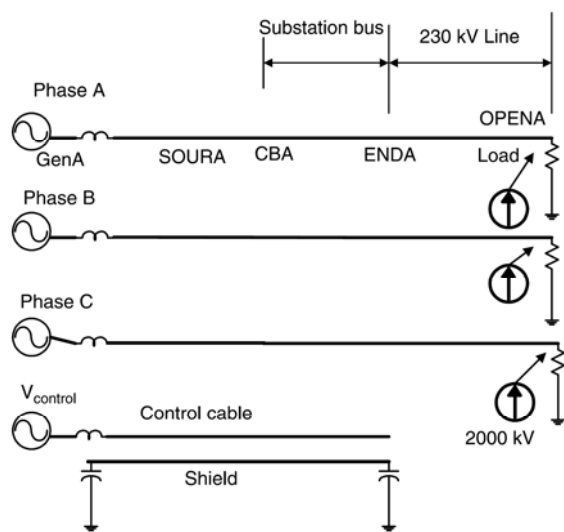 Substation bus
230 kV Line
Phase A
OPENA
GenA
SOURA
CBA
ENDA
Load
Phase B
Phase C
Vcontrol
Control cable
2000 kV
Shield